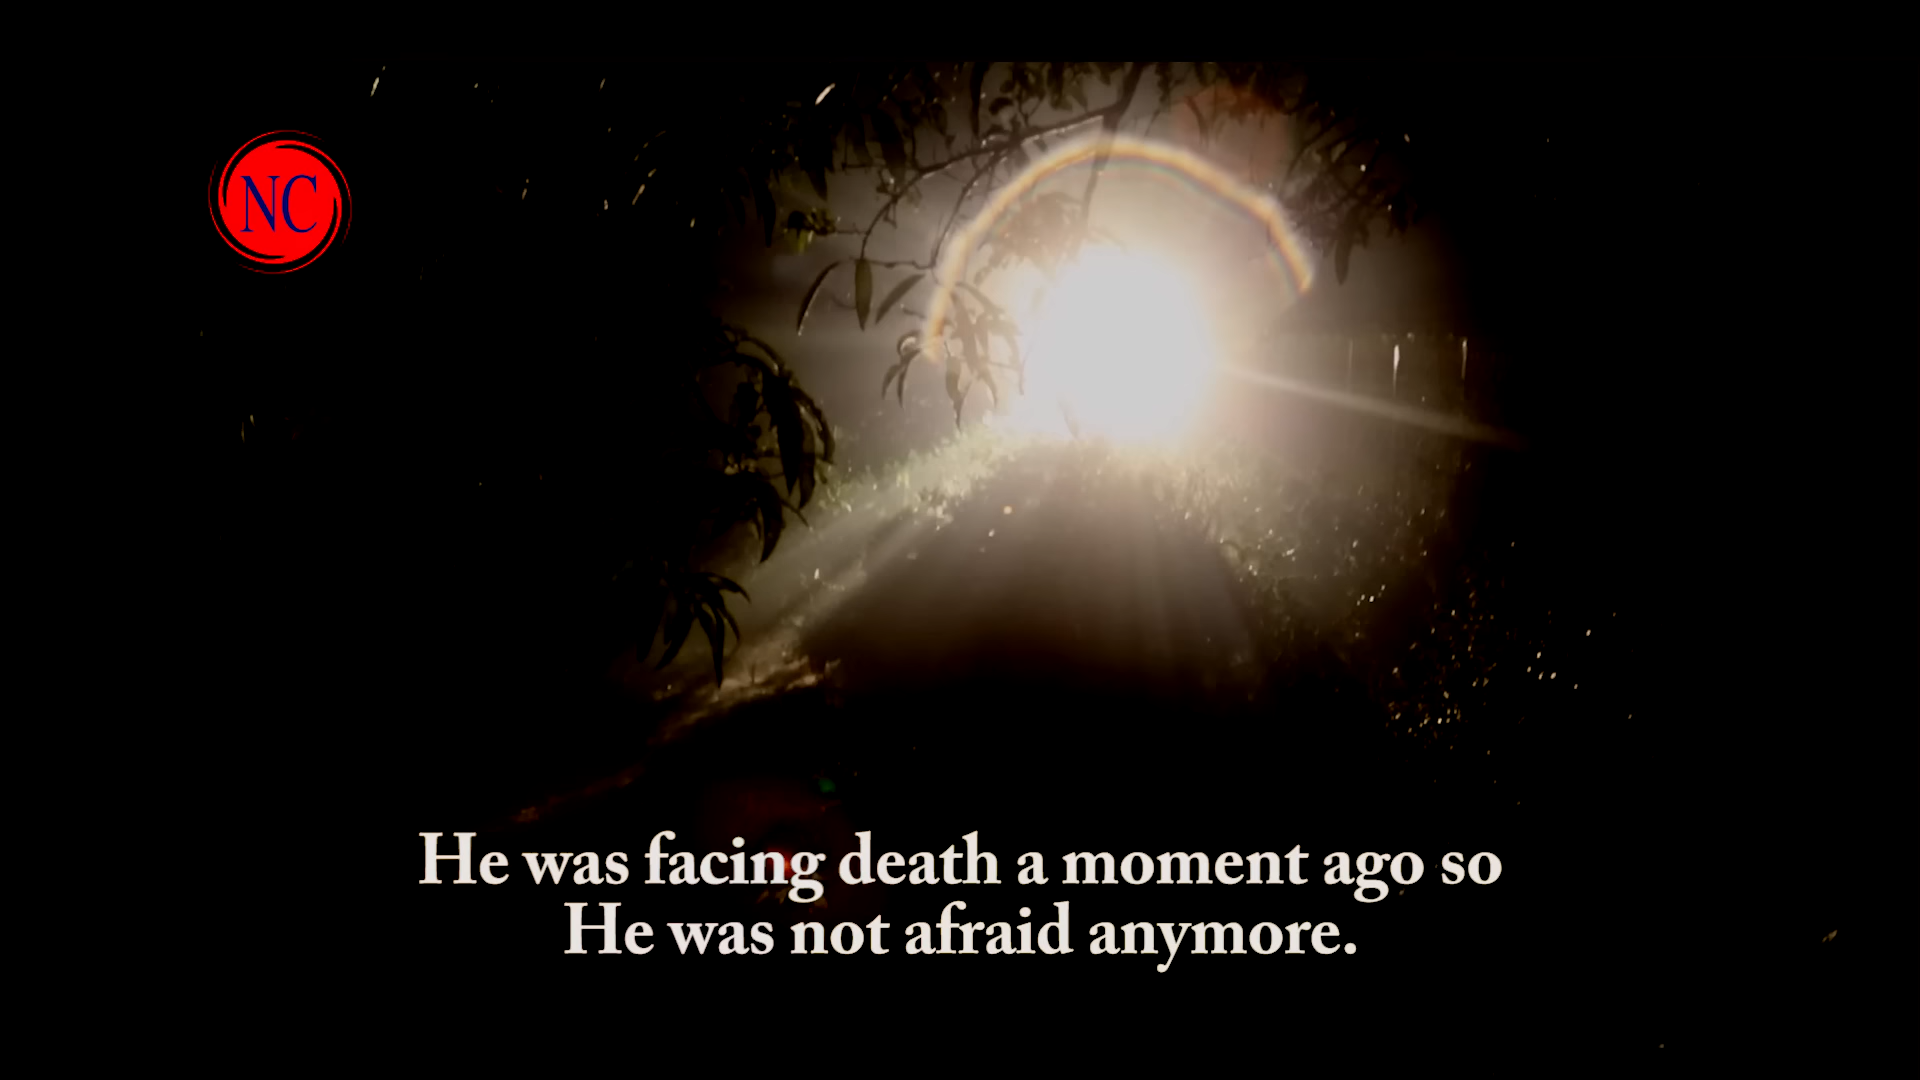 NC
He was facing death a moment ago so
He was not afraid anymore.